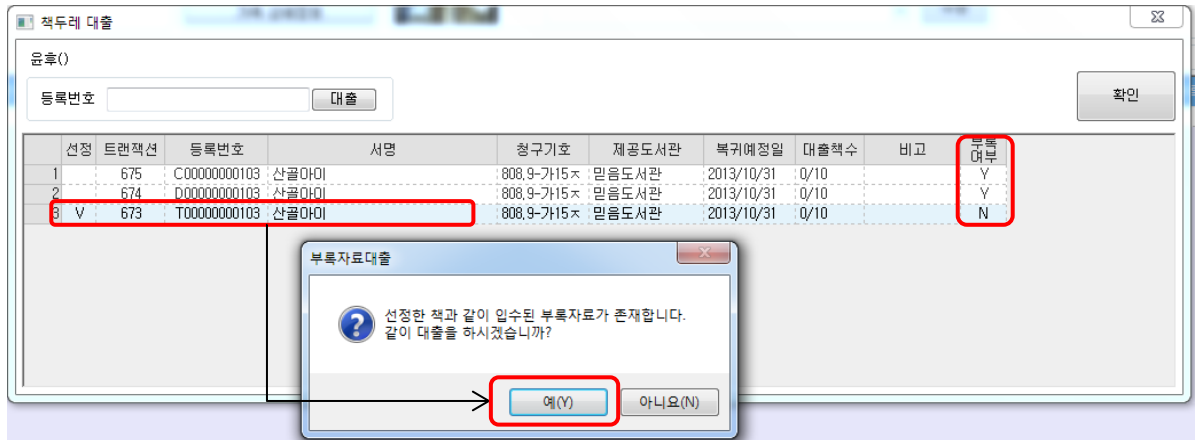 책두레 대출
윤후()
등록번호 대출 확인
선정 트랜잭션 등록번호 서명 청구기호 제공도서관 복귀예정일 대출책수 비고 부록
여부
1 675 C00000000103 산골아이 808,9-가15ㅈ 믿음도서관 2013/10/31 0/10 Y
2 674 D00000000103 산골아이 808,9-가15ㅈ 믿음도서관 2013/10/31 0/10 Y
3 V 673 T00000000103 산골아이 808,9-가15ㅈ 믿음도서관 2013/10/31 0/10 N
부록자료대출
선정한 책과 같이 입수된 부록자료가 존재합니다.
같이 대출을 하시겠습니까?
예(Y) 아니요(N)